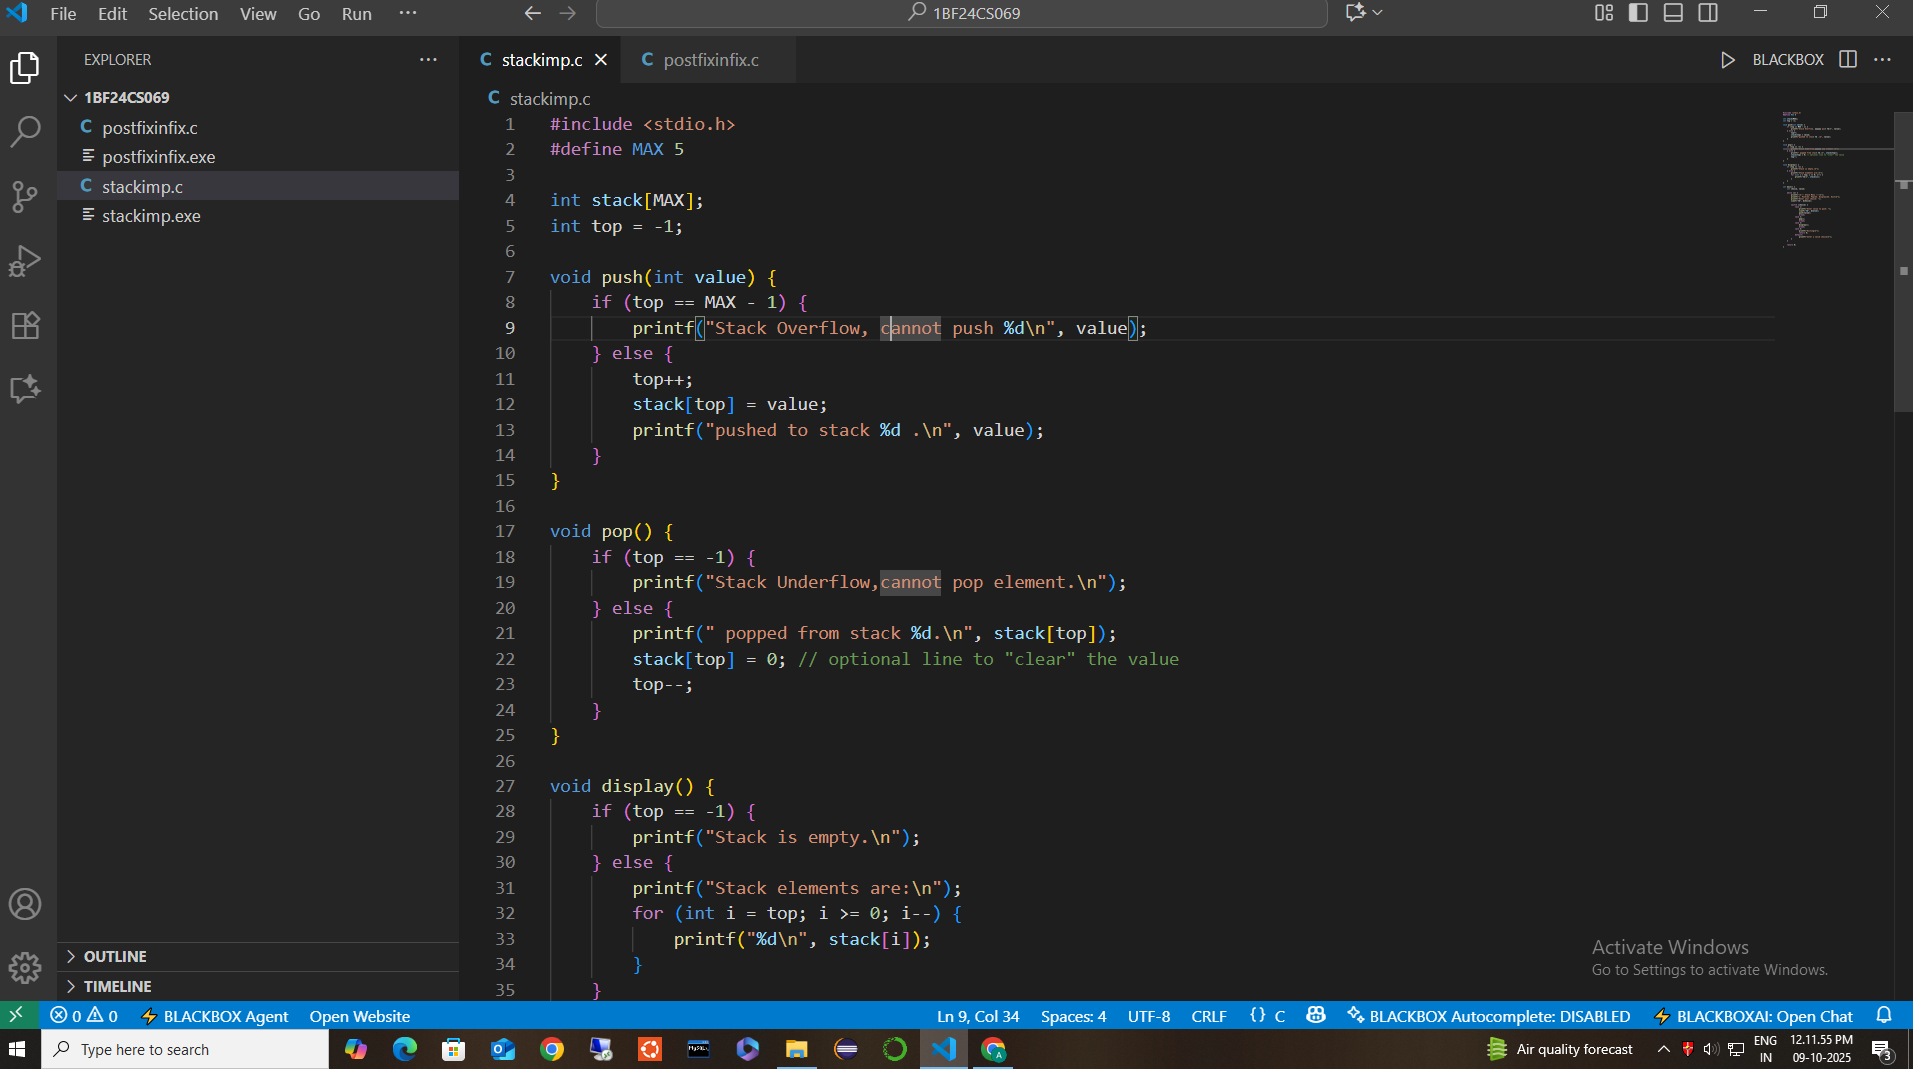 File Edit Selection View Go Run ···
1BF24CS069
EXPLORER ···
1BF24CS069
C postfixinfix.c
postfixinfix.exe
C stackimp.c
stackimp.exe
OUTLINE
TIMELINE
C stackimp.c
C postfixinfix.c
BLACKBOX ···
C stackimp.c
1 #include <stdio.h>
2 #define MAX 5
3
4 int stack[MAX];
5 int top = -1;
6
7 void push(int value) {
8 if (top == MAX - 1) {
9 printf("Stack Overflow, cannot push %d\n", value);
10 } else {
11 top++;
12 stack[top] = value;
13 printf("pushed to stack %d .\n", value);
14 }
15 }
16
17 void pop() {
18 if (top == -1) {
19 printf("Stack Underflow,cannot pop element.\n");
20 } else {
21 printf(" popped from stack %d.\n", stack[top]);
22 stack[top] = 0; // optional line to "clear" the value
23 top--;
24 }
25 }
26
27 void display() {
28 if (top == -1) {
29 printf("Stack is empty.\n");
30 } else {
31 printf("Stack elements are:\n");
32 for (int i = top; i >= 0; i--) {
33 printf("%d\n", stack[i]);
34 }
35 }
Activate Windows
Go to Settings to activate Windows.
0 0 BLACKBOX Agent Open Website Ln 9, Col 34 Spaces: 4 UTF-8 CRLF {} C BLACKBOX Autocomplete: DISABLED BLACKBOXAI: Open Chat
Type here to search
MySQL
A
Air quality forecast
ENG
IN
12.11.55 PM
09-10-2025
3